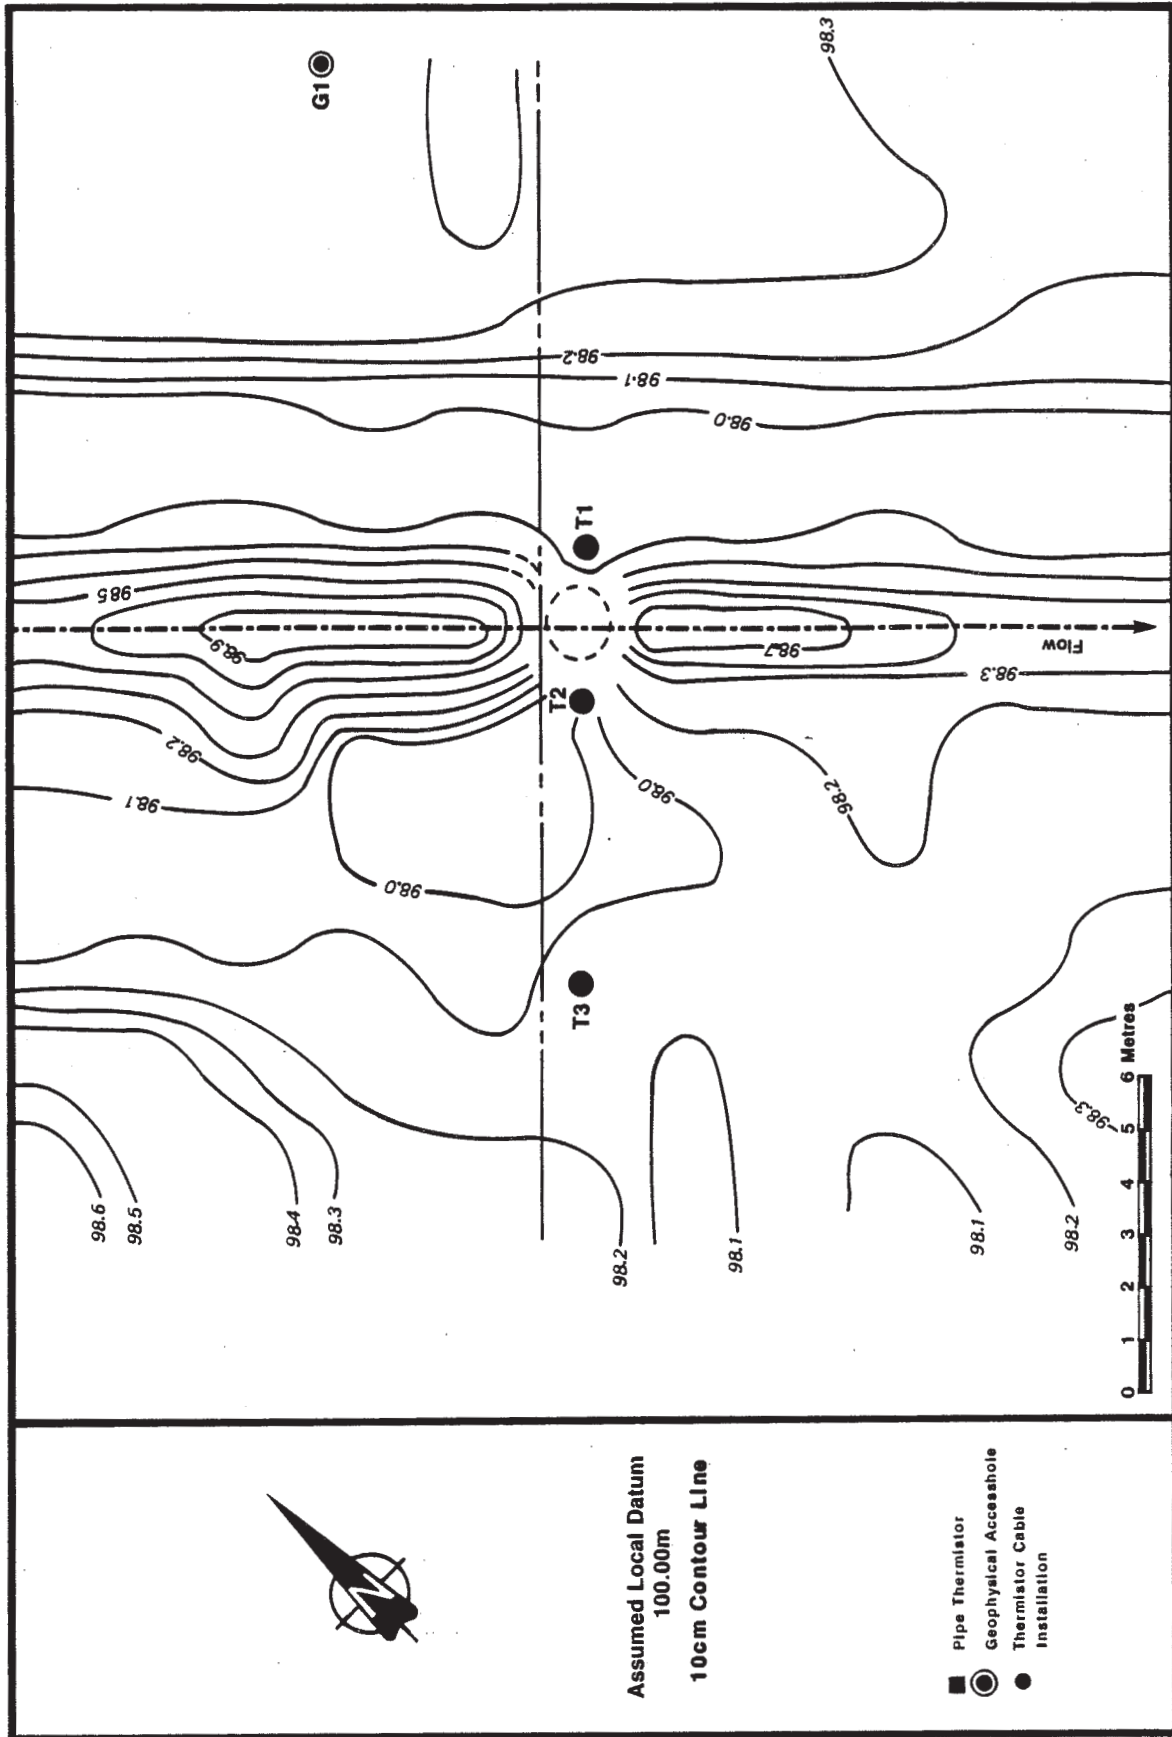 G1
98.3
98.2
98.1
98.0
T1
98.5
98.9
98.7
Flow
98.3
T2
98.2
98.1
98.0
98.2
98.0
T3
98.6
98.5
98.4
98.3
98.2
98.1
98.1
98.2
98.3
0 1 2 3 4 5 6 Metres
Assumed Local Datum
100.00m
10cm Contour Line
N
Pipe Thermistor
Geophysical Accesshole
Thermistor Cable
Installation